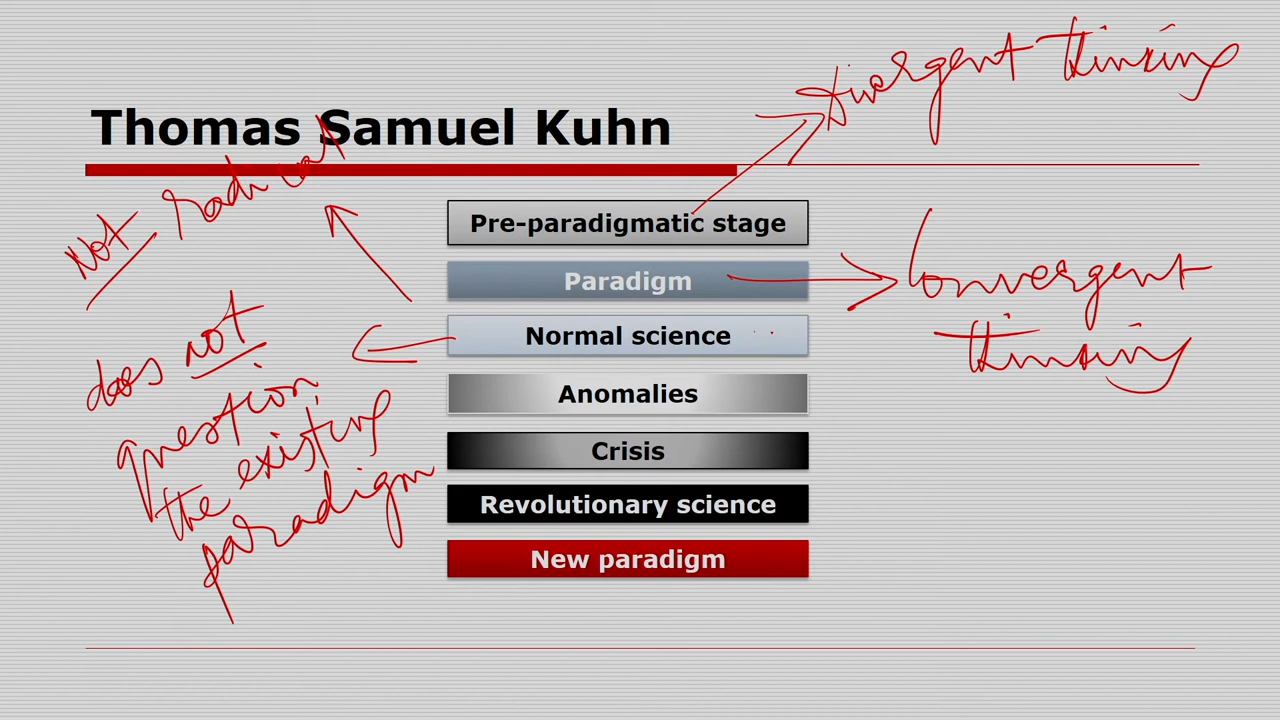 Divergent thinking
Thomas Samuel Kuhn
Not radical
Pre-paradigmatic stage
Paradigm
Convergent
thinking
Normal science
does not
question
the existing
paradigm
Anomalies
Crisis
Revolutionary science
New paradigm